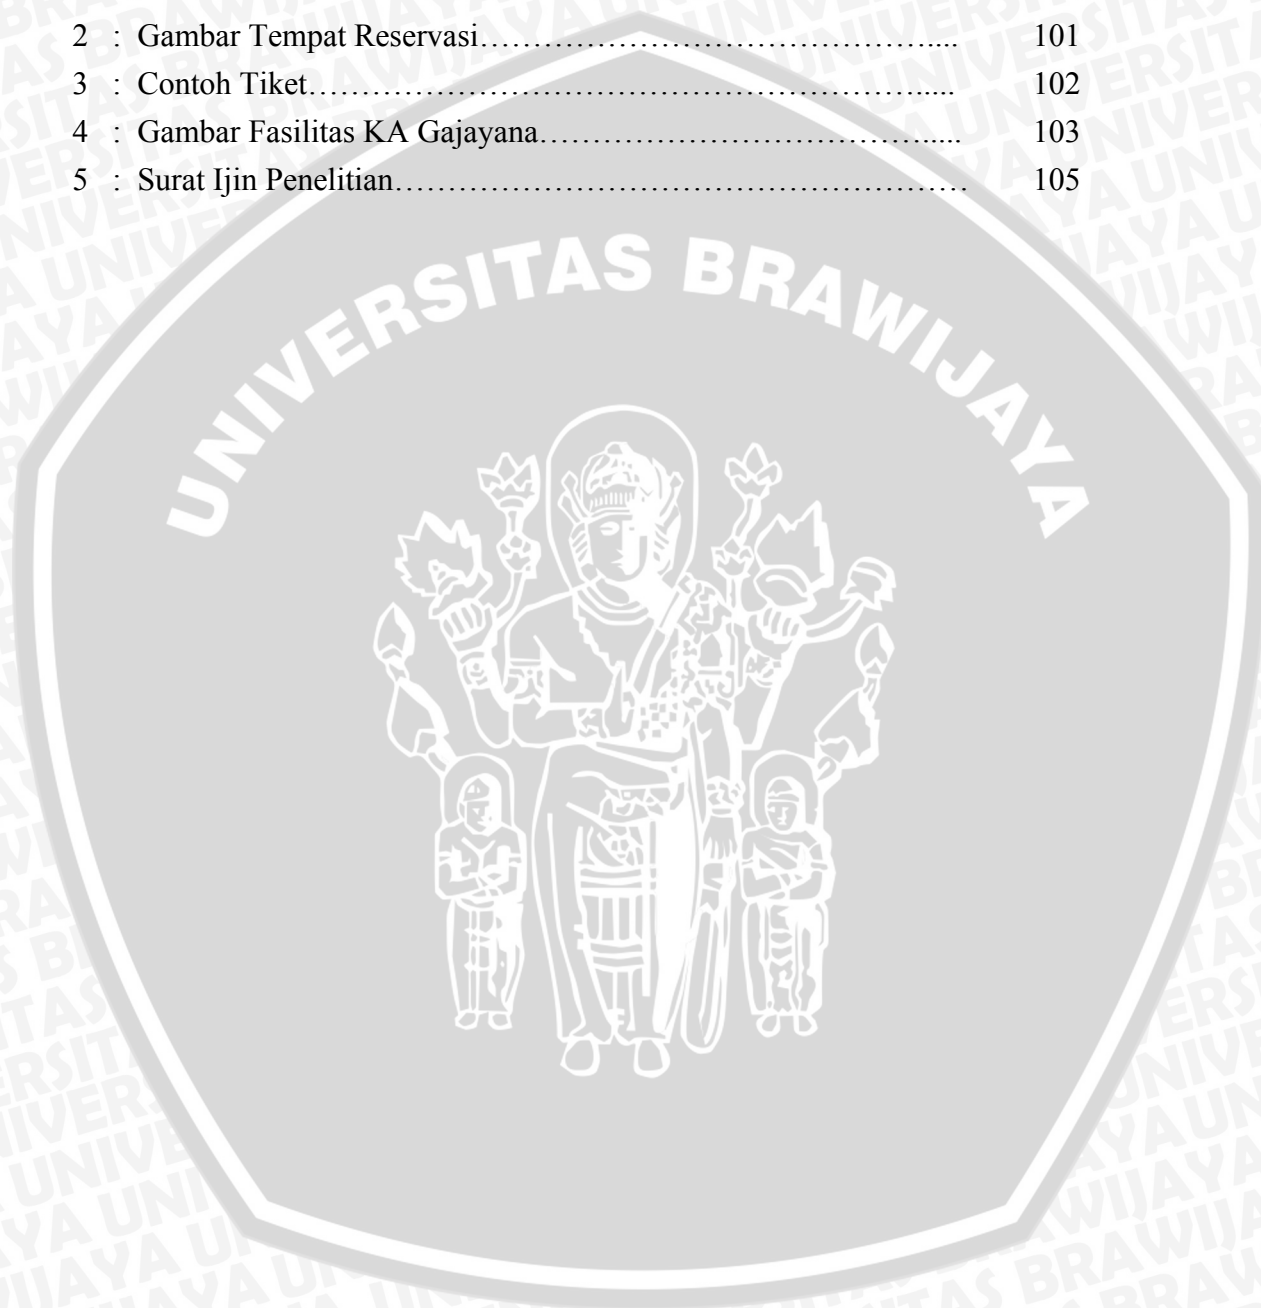 2 : Gambar Tempat Reservasi…………………………………….... 101
3 : Contoh Tiket…………………………………………………..... 102
4 : Gambar Fasilitas KA Gajayana………………………………...... 103
5 : Surat Ijin Penelitian……………………………………………… 105
UNIVERSITAS BRAWIJAYA